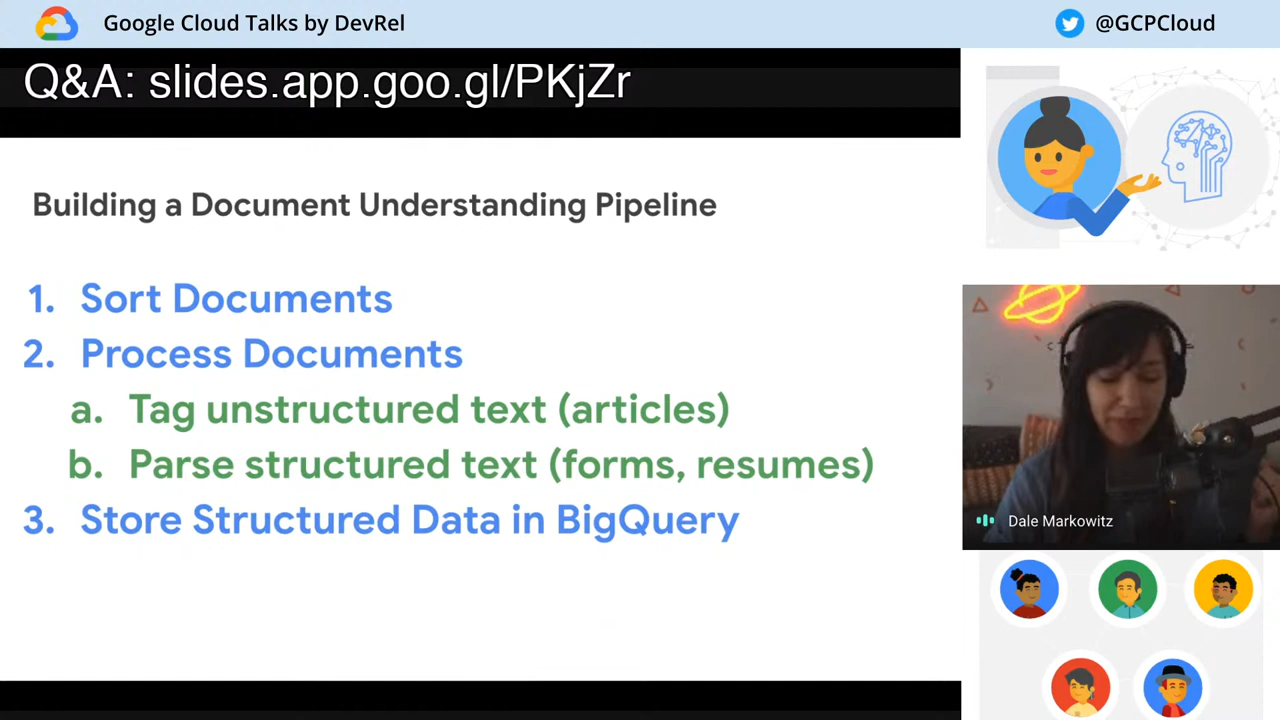 Google Cloud Talks by DevRel
@GCPCloud
Q&A: slides.app.goo.gl/PKjZr
Building a Document Understanding Pipeline
1. Sort Documents
2. Process Documents
a. Tag unstructured text (articles)
b. Parse structured text (forms, resumes)
3. Store Structured Data in BigQuery
Dale Markowitz